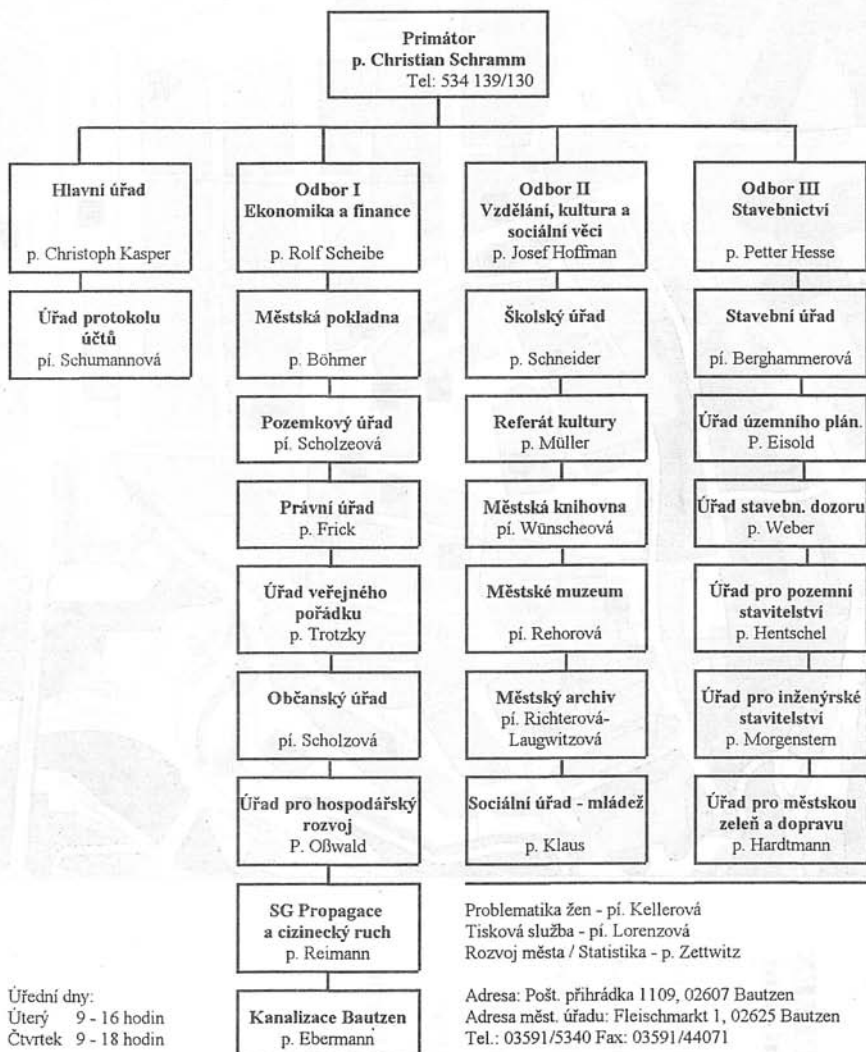 Primátor
p. Christian Schramm
Tel: 534 139/130
Hlavní úřad
p. Christoph Kasper
Úřad protokolu
účtů
pí. Schumannová
Odbor I
Ekonomika a finance
p. Rolf Scheibe
Městská pokladna
p. Böhmer
Pozemkový úřad
pí. Scholzeová
Právní úřad
p. Frick
Úřad veřejného
pořádku
p. Trotzky
Občanský úřad
pí. Scholzová
Úřad pro hospodářský
rozvoj
P. Oßwald
SG Propagace
a cizinecký ruch
p. Reimann
Kanalizace Bautzen
p. Ebermann
Odbor II
Vzdělání, kultura a
sociální věci
p. Josef Hoffman
Školský úřad
p. Schneider
Referát kultury
p. Müller
Městská knihovna
pí. Wünscheová
Městské muzeum
pí. Rehorová
Městský archiv
pí. Richterová-
Laugwitzová
Sociální úřad - mládež
p. Klaus
Odbor III
Stavebnictví
p. Petter Hesse
Stavební úřad
pí. Berghammerová
Úřad územního plán.
P. Eisold
Úřad stavebn. dozoru
p. Weber
Úřad pro pozemní
stavitelství
p. Hentschel
Úřad pro inženýrské
stavitelství
p. Morgenstern
Úřad pro městskou
zeleň a dopravu
p. Hardtmann
Problematika žen - pí. Kellerová
Tisková služba - pí. Lorenzová
Rozvoj města / Statistika - p. Zettwitz
Úřední dny:
Úterý 9 - 16 hodin
Čtvrtek 9 - 18 hodin
Adresa: Pošt. přihrádka 1109, 02607 Bautzen
Adresa měst. úřadu: Fleischmarkt 1, 02625 Bautzen
Tel.: 03591/5340 Fax: 03591/44071